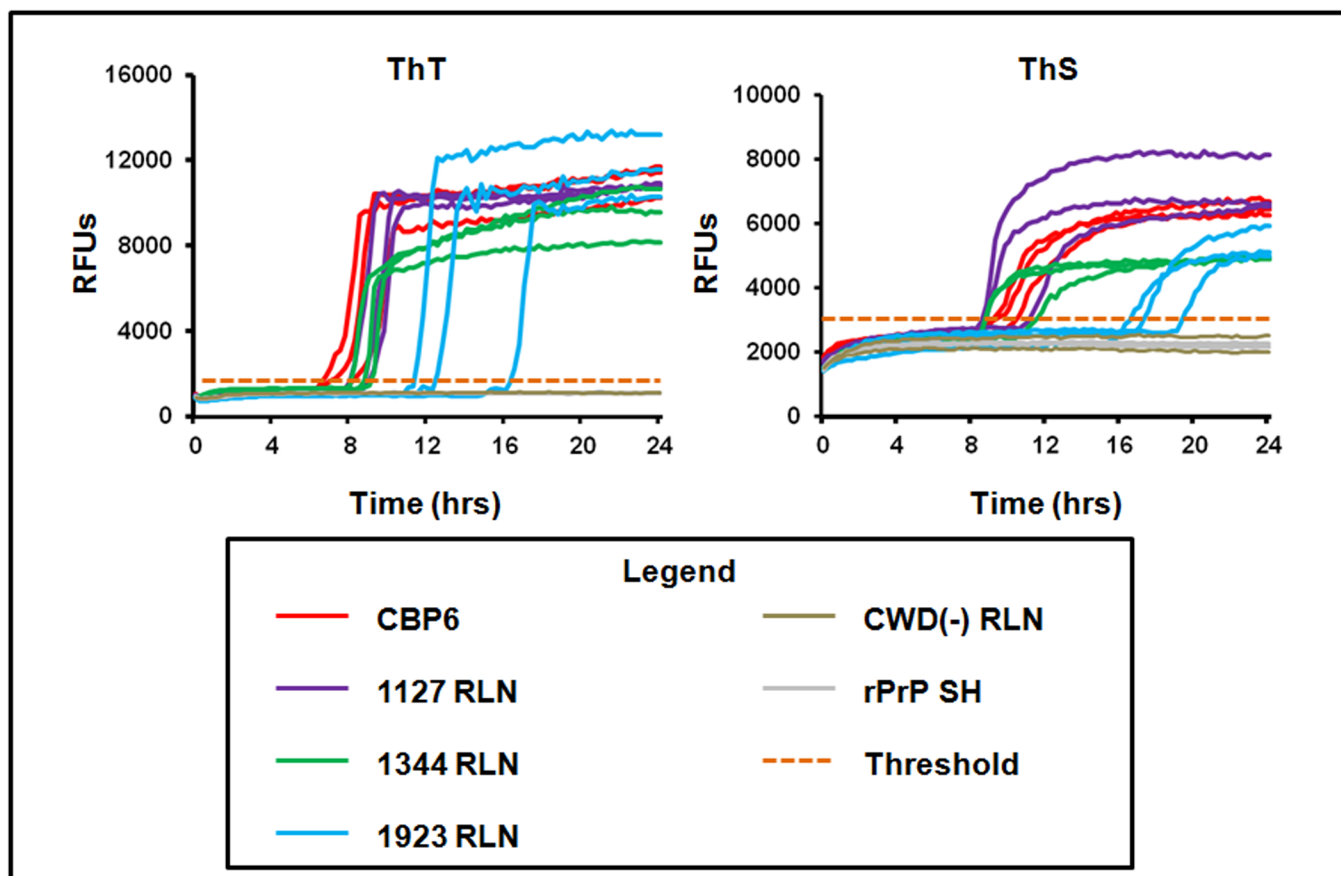 ThT
16000
12000
8000
4000
0
RFUs
0 4 8 12 16 20 24
Time (hrs)
ThS
10000
8000
6000
4000
2000
0
RFUs
0 4 8 12 16 20 24
Time (hrs)
Legend
CBP6
1127 RLN
1344 RLN
1923 RLN
CWD(-) RLN
rPrP SH
Threshold